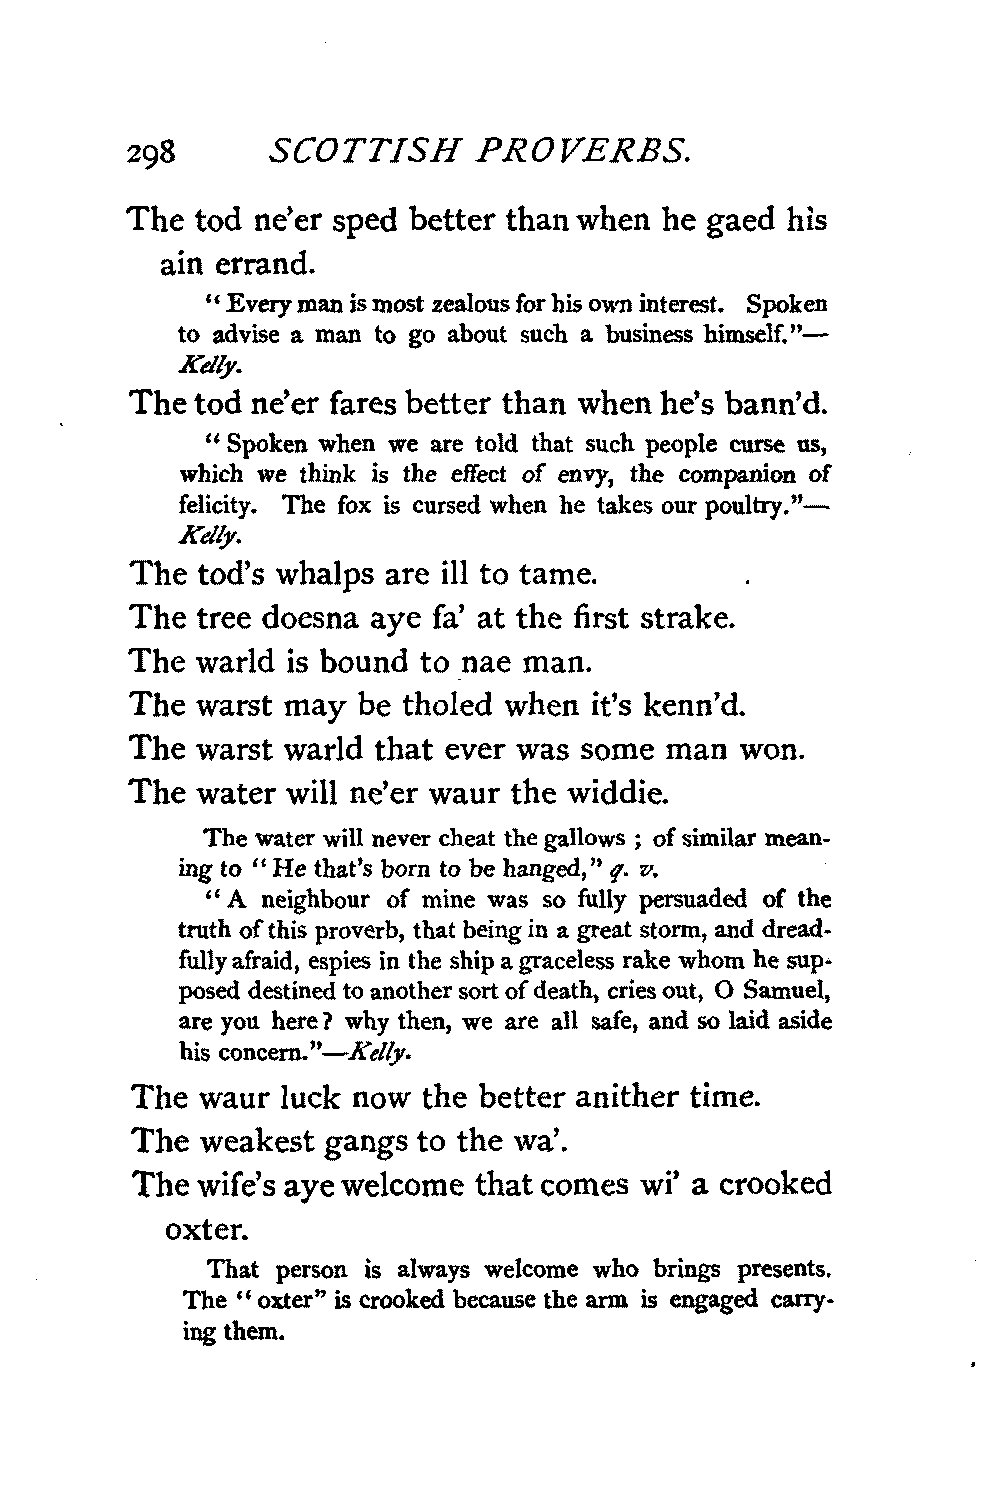 298 SCOTTISH PROVERBS.
The tod ne'er sped better than when he gaed his
ain errand.
"Every man is most zealous for his own interest. Spoken
to advise a man to go about such a business himself."—
Kelly.
The tod ne'er fares better than when he's bann'd.
"Spoken when we are told that such people curse us,
which we think is the effect of envy, the companion of
felicity. The fox is cursed when he takes our poultry."—
Kelly.
The tod's whalps are ill to tame.
The tree doesna aye fa' at the first strake.
The warld is bound to nae man.
The warst may be tholed when it's kenn'd.
The warst warld that ever was some man won.
The water will ne'er waur the widdie.
The water will never cheat the gallows ; of similar mean-
ing to "He that's born to be hanged," q. v.
"A neighbour of mine was so fully persuaded of the
truth of this proverb, that being in a great storm, and dread-
fully afraid, espies in the ship a graceless rake whom he sup-
posed destined to another sort of death, cries out, O Samuel,
are you here? why then, we are all safe, and so laid aside
his concern."—Kelly.
The waur luck now the better anither time.
The weakest gangs to the wa'.
The wife's aye welcome that comes wi' a crooked
oxter.
That person is always welcome who brings presents.
The "oxter" is crooked because the arm is engaged carry-
ing them.